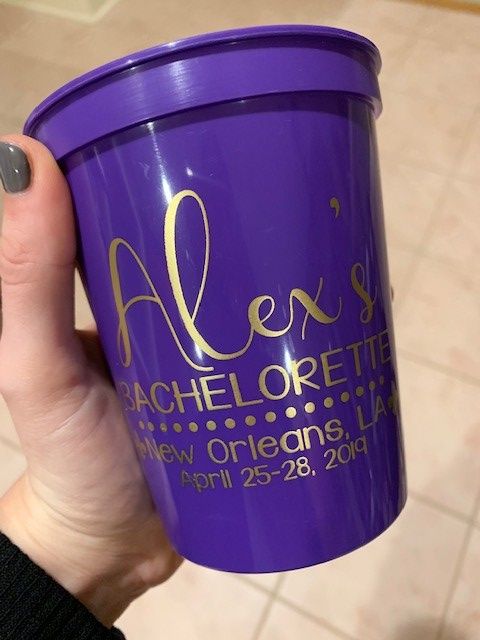 Alex's
BACHELORETTE
New Orleans, LA
April 25-28, 2019